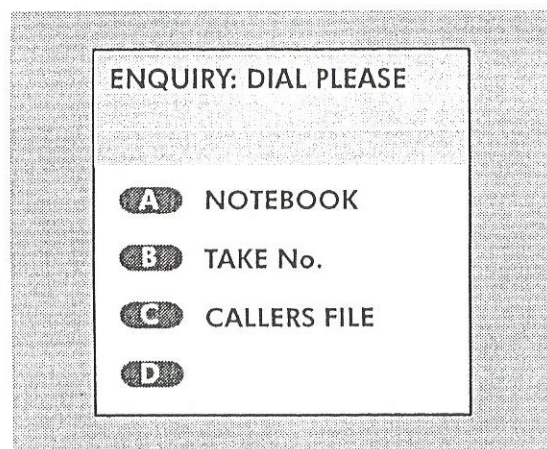 ENQUIRY: DIAL PLEASE
A NOTEBOOK
B TAKE No.
C CALLERS FILE
D